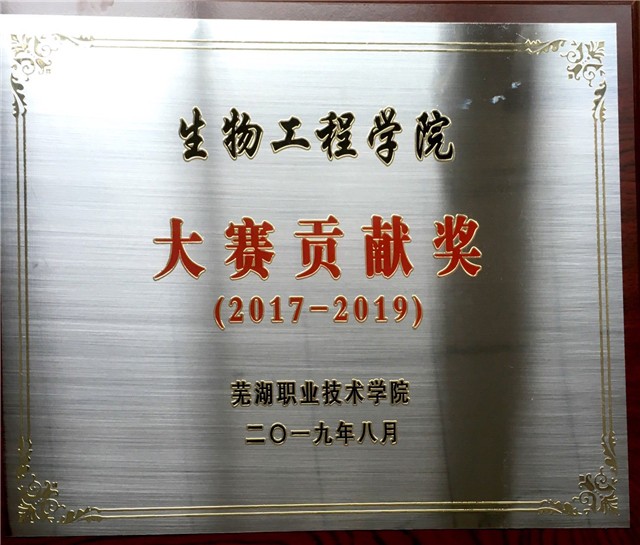 生物工程学院
大赛贡献奖
(2017-2019)
芜湖职业技术学院
二〇一九年八月